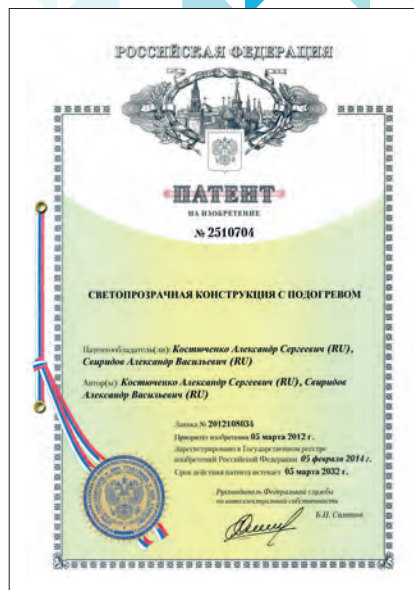 РОССИЙСКАЯ ФЕДЕРАЦИЯ
ПАТЕНТ
НА ИЗОБРЕТЕНИЕ
№ 2510704
СВЕТОПРОЗРАЧНАЯ КОНСТРУКЦИЯ С ПОДОГРЕВОМ
Патентообладатель(ли): Костюченко Александр Сергеевич (RU),
Свиридов Александр Васильевич (RU)
Автор(ы): Костюченко Александр Сергеевич (RU), Свиридов
Александр Васильевич (RU)
Заявка № 2012108034
Приоритет изобретения 05 марта 2012 г.
Зарегистрировано в Государственном реестре
изобретений Российской Федерации 05 февраля 2014 г.
Срок действия патента истекает 05 марта 2032 г.
Руководитель Федеральной службы
по интеллектуальной собственности
Б.П. Симонов